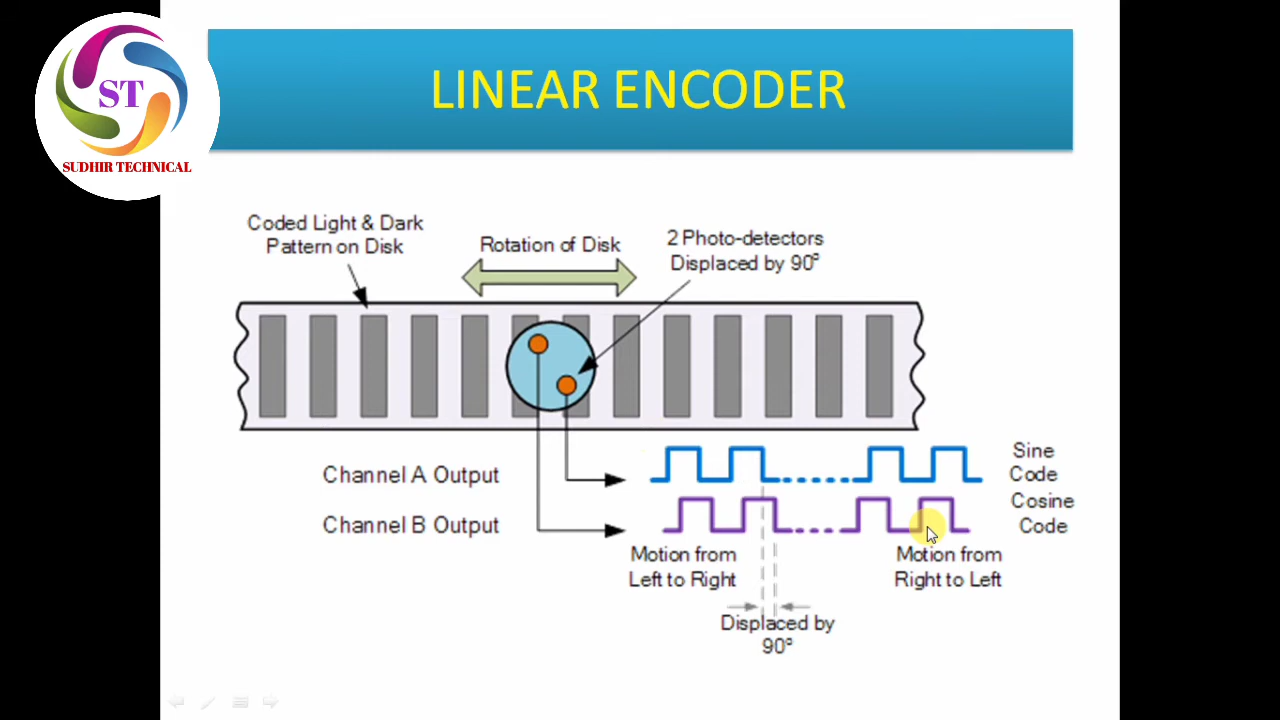 ST
SUDHIR TECHNICAL
LINEAR ENCODER
Coded Light & Dark
Pattern on Disk
Rotation of Disk
2 Photo-detectors
Displaced by 90°
Channel A Output
Channel B Output
Sine
Code
Cosine
Code
Motion from
Left to Right
Motion from
Right to Left
Displaced by
90°